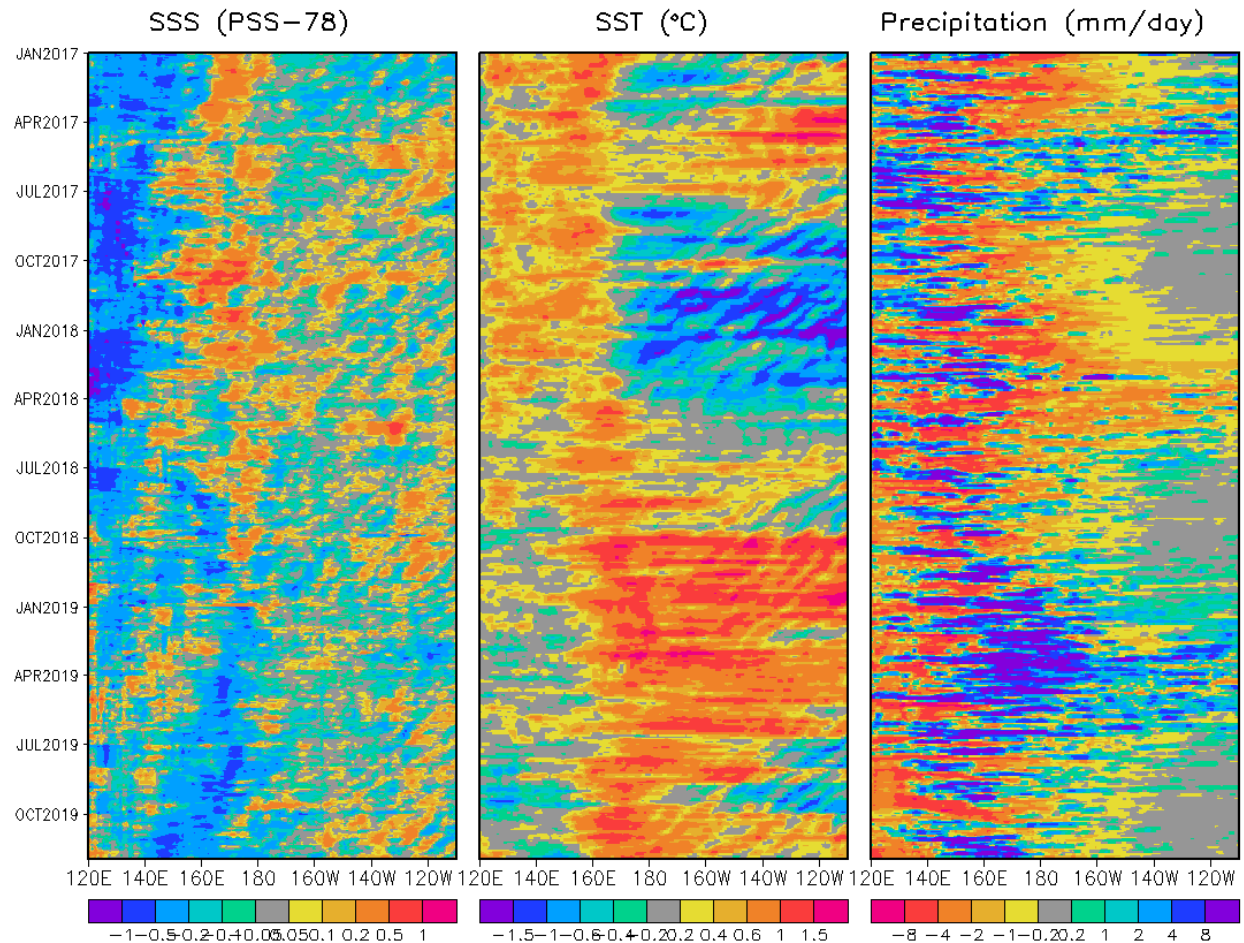 SSS (PSS−78) SST (°C) Precipitation (mm/day)
JAN2017
APR2017
JUL2017
OCT2017
JAN2018
APR2018
JUL2018
OCT2018
JAN2019
APR2019
JUL2019
OCT2019
120E 140E 160E 180 160W 140W 120W 120E 140E 160E 180 160W 140W 120W 120E 140E 160E 180 160W 140W 120W
−1 −0.5 −0.2 −0.1 −0.05 0.05 0.1 0.2 0.5 1 −1.5 −1 −0.6 −0.4 −0.2 0.2 0.4 0.6 1 1.5 −8 −4 −2 −1 −0.2 0.2 1 2 4 8